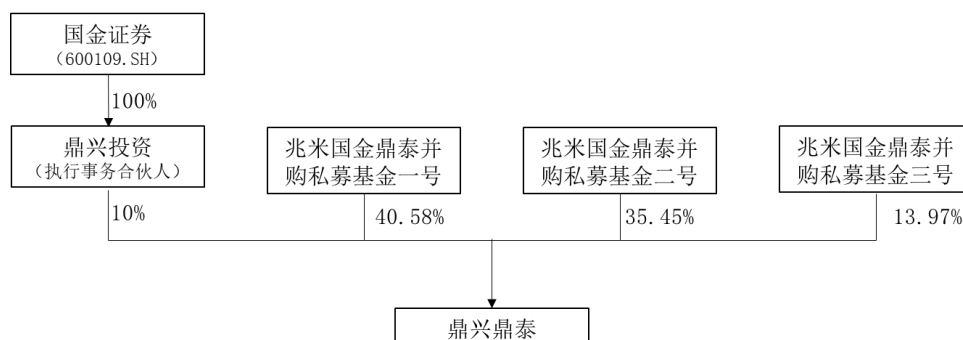 国金证券
（600109.SH）
100%
鼎兴投资
（执行事务合伙人）
兆米国金鼎泰并
购私募基金一号
兆米国金鼎泰并
购私募基金二号
兆米国金鼎泰并
购私募基金三号
10%
40.58%
35.45%
13.97%
鼎兴鼎泰